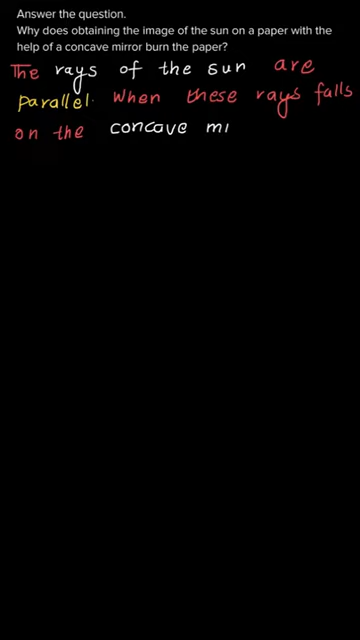 Answer the question.
Why does obtaining the image of the sun on a paper with the
help of a concave mirror burn the paper?
The rays of the sun are
parallel. When these rays falls
on the concave mi